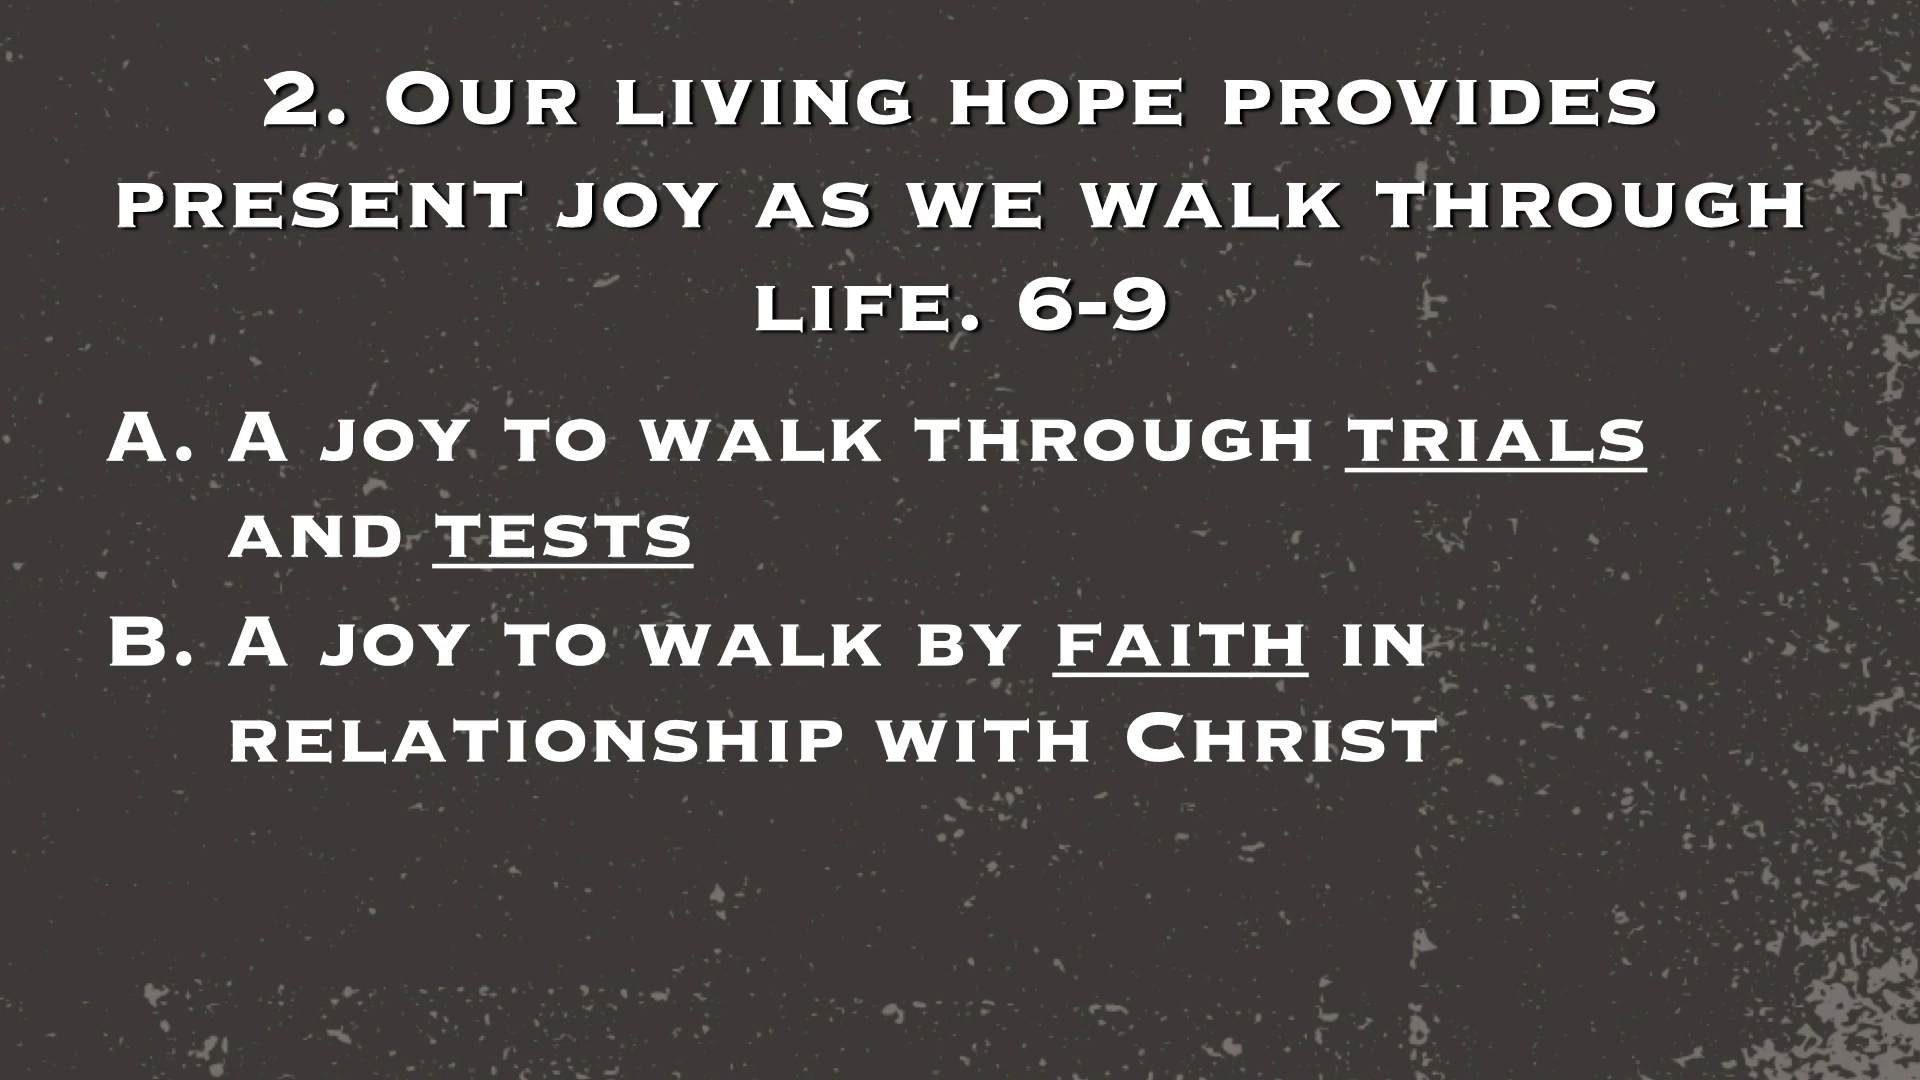 2. Our living hope provides
present joy as we walk through
life. 6-9
A. A joy to walk through trials
and tests
B. A joy to walk by faith in
relationship with Christ